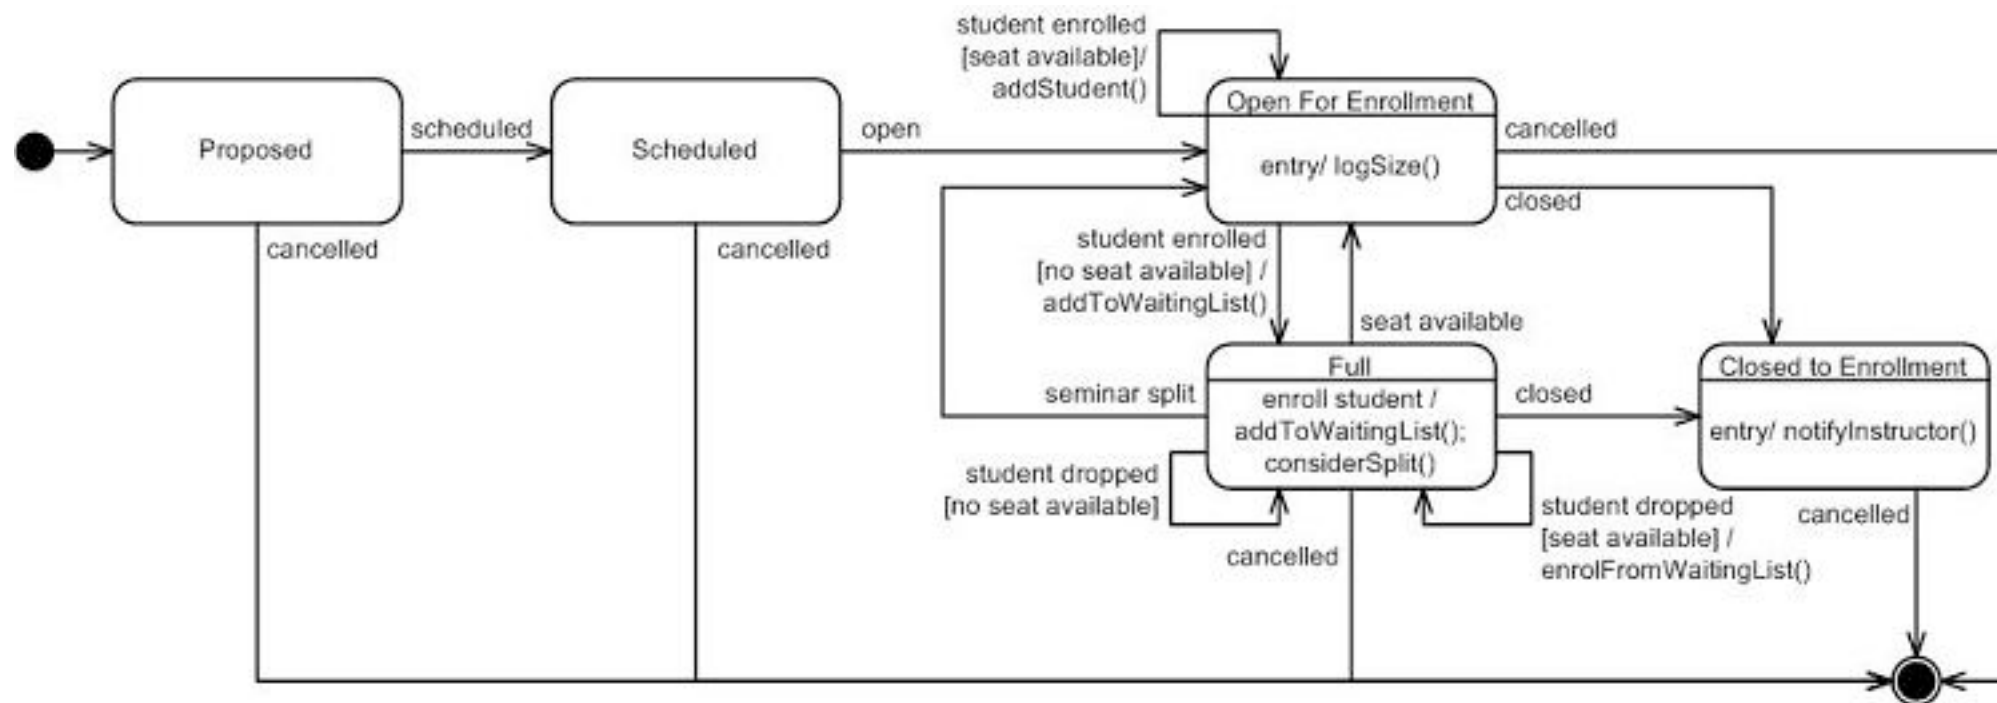 student enrolled
[seat available]/
addStudent()
Proposed
scheduled
Scheduled
open
Open For Enrollment
entry/ logSize()
cancelled
closed
cancelled
cancelled
student enrolled
[no seat available] /
addToWaitingList()
seat available
Full
enroll student /
addToWaitingList();
considerSplit()
seminar split
closed
Closed to Enrollment
entry/ notifyInstructor()
student dropped
[no seat available]
cancelled
student dropped
[seat available] /
enrolFromWaitingList()
cancelled